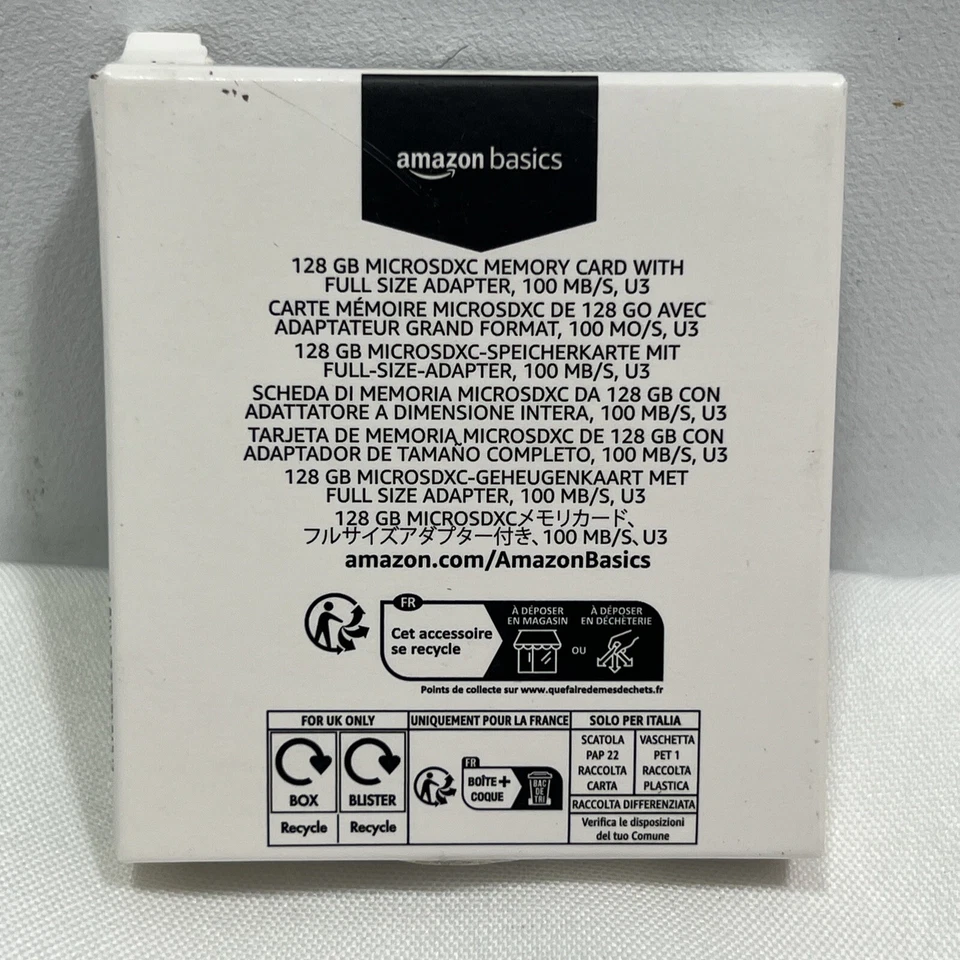 amazon basics
128 GB MICROSDXC MEMORY CARD WITH
FULL SIZE ADAPTER, 100 MB/S, U3
CARTE MÉMOIRE MICROSDXC DE 128 GO AVEC
ADAPTATEUR GRAND FORMAT, 100 MO/S, U3
128 GB MICROSDXC-SPEICHERKARTE MIT
FULL-SIZE-ADAPTER, 100 MB/S, U3
SCHEDA DI MEMORIA MICROSDXC DA 128 GB CON
ADATTATORE A DIMENSIONE INTERA, 100 MB/S, U3
TARJETA DE MEMORIA MICROSDXC DE 128 GB CON
ADAPTADOR DE TAMAÑO COMPLETO, 100 MB/S, U3
128 GB MICROSDXC-GEHEUGENKAART MET
FULL SIZE ADAPTER, 100 MB/S, U3
128 GB MICROSDXCメモリカード、
フルサイズアダプター付き、100 MB/S、U3
amazon.com/AmazonBasics
FR
Cet accessoire
se recycle
À DÉPOSER
EN MAGASIN
OU
À DÉPOSER
EN DÉCHÈTERIE
Points de collecte sur www.quefairedemesdechets.fr
FOR UK ONLY
BOX
BLISTER
Recycle
Recycle
UNIQUEMENT POUR LA FRANCE
FR
BOÎTE +
COQUE
BAC
DE
TRI
SOLO PER ITALIA
SCATOLA
PAP 22
RACCOLTA
CARTA
VASCHETTA
PET 1
RACCOLTA
PLASTICA
RACCOLTA DIFFERENZIATA
Verifica le disposizioni
del tuo Comune